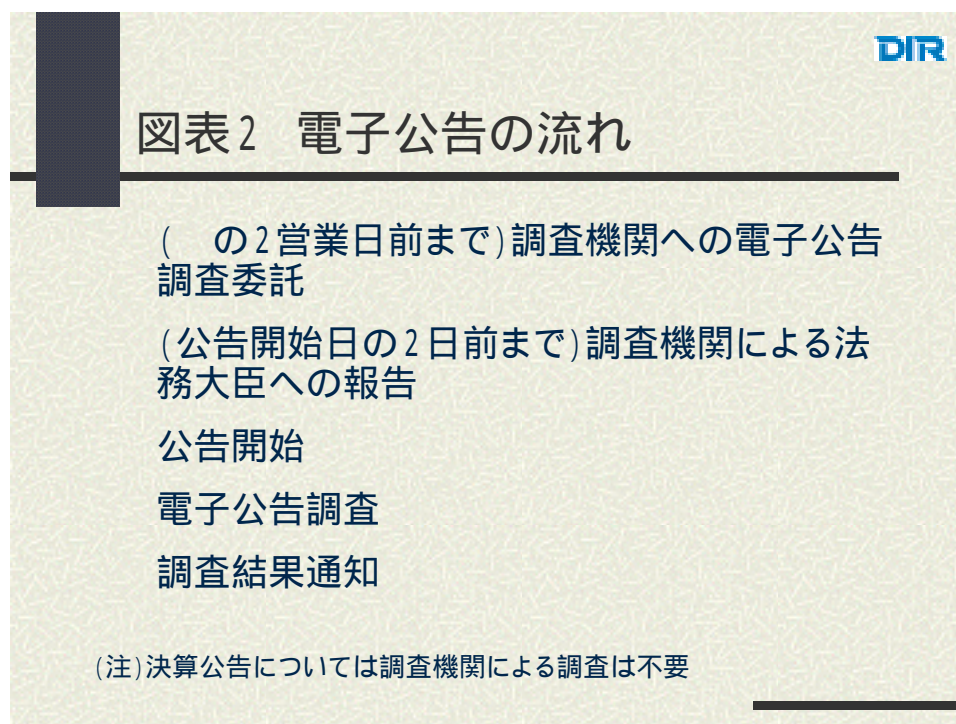 DIR
図表2 電子公告の流れ
( の2営業日前まで)調査機関への電子公告
調査委託
(公告開始日の2日前まで)調査機関による法
務大臣への報告
公告開始
電子公告調査
調査結果通知
(注)決算公告については調査機関による調査は不要